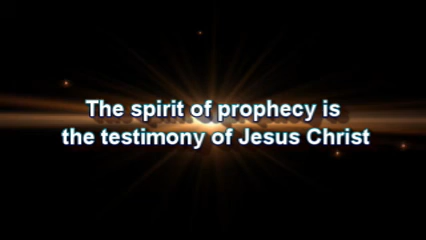 The spirit of prophecy is
the testimony of Jesus Christ